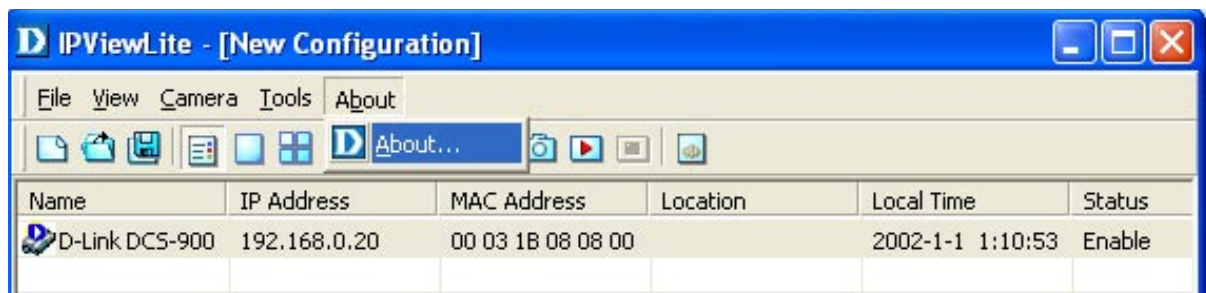 D IPViewLite - [New Configuration]
File View Camera Tools About
D About...
Name IP Address MAC Address Location Local Time Status
D-Link DCS-900 192.168.0.20 00 03 1B 08 08 00 2002-1-1 1:10:53 Enable